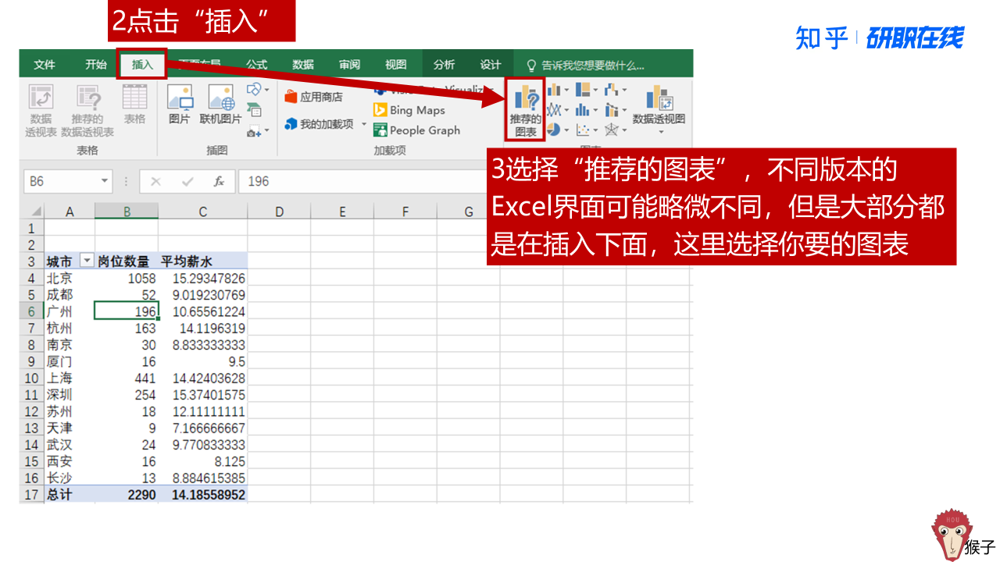 2点击“插入”
知乎 研职在线
文件 开始 插入 页面布局 公式 数据 审阅 视图 分析 设计 告诉我您想要做什么...
数据
透视表
推荐的
数据透视表
表格
表格
图片 联机图片
插图
应用商店
我的加载项
Bing Maps
People Graph
加载项
推荐的
图表
数据透视图
3选择“推荐的图表”，不同版本的
Excel界面可能略微不同，但是大部分都
是在插入下面，这里选择你要的图表
B6 fx 196
A B C D E F G
1
2
3 城市 岗位数量 平均薪水
4 北京 1058 15.29347826
5 成都 52 9.019230769
6 广州 196 10.65561224
7 杭州 163 14.1196319
8 南京 30 8.833333333
9 厦门 16 9.5
10 上海 441 14.42403628
11 深圳 254 15.37401575
12 苏州 18 12.11111111
13 天津 9 7.166666667
14 武汉 24 9.770833333
15 西安 16 8.125
16 长沙 13 8.884615385
17 总计 2290 14.18558952
HOU
猴子